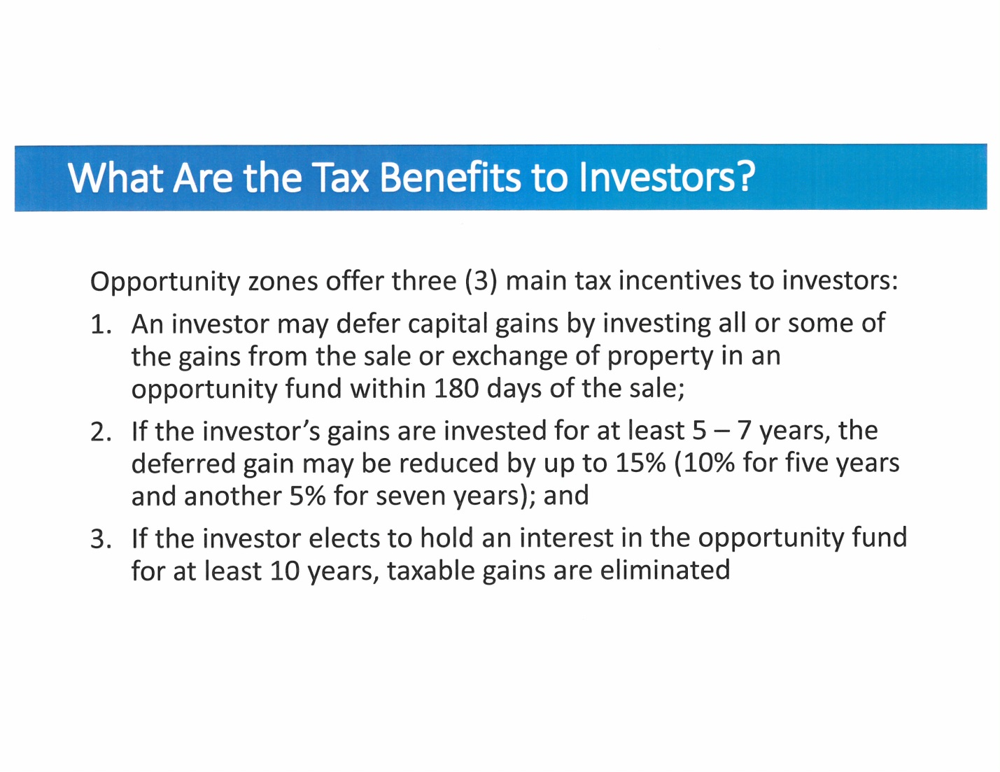 What Are the Tax Benefits to Investors?
Opportunity zones offer three (3) main tax incentives to investors:
1. An investor may defer capital gains by investing all or some of
the gains from the sale or exchange of property in an
opportunity fund within 180 days of the sale;
2. If the investor’s gains are invested for at least 5 – 7 years, the
deferred gain may be reduced by up to 15% (10% for five years
and another 5% for seven years); and
3. If the investor elects to hold an interest in the opportunity fund
for at least 10 years, taxable gains are eliminated